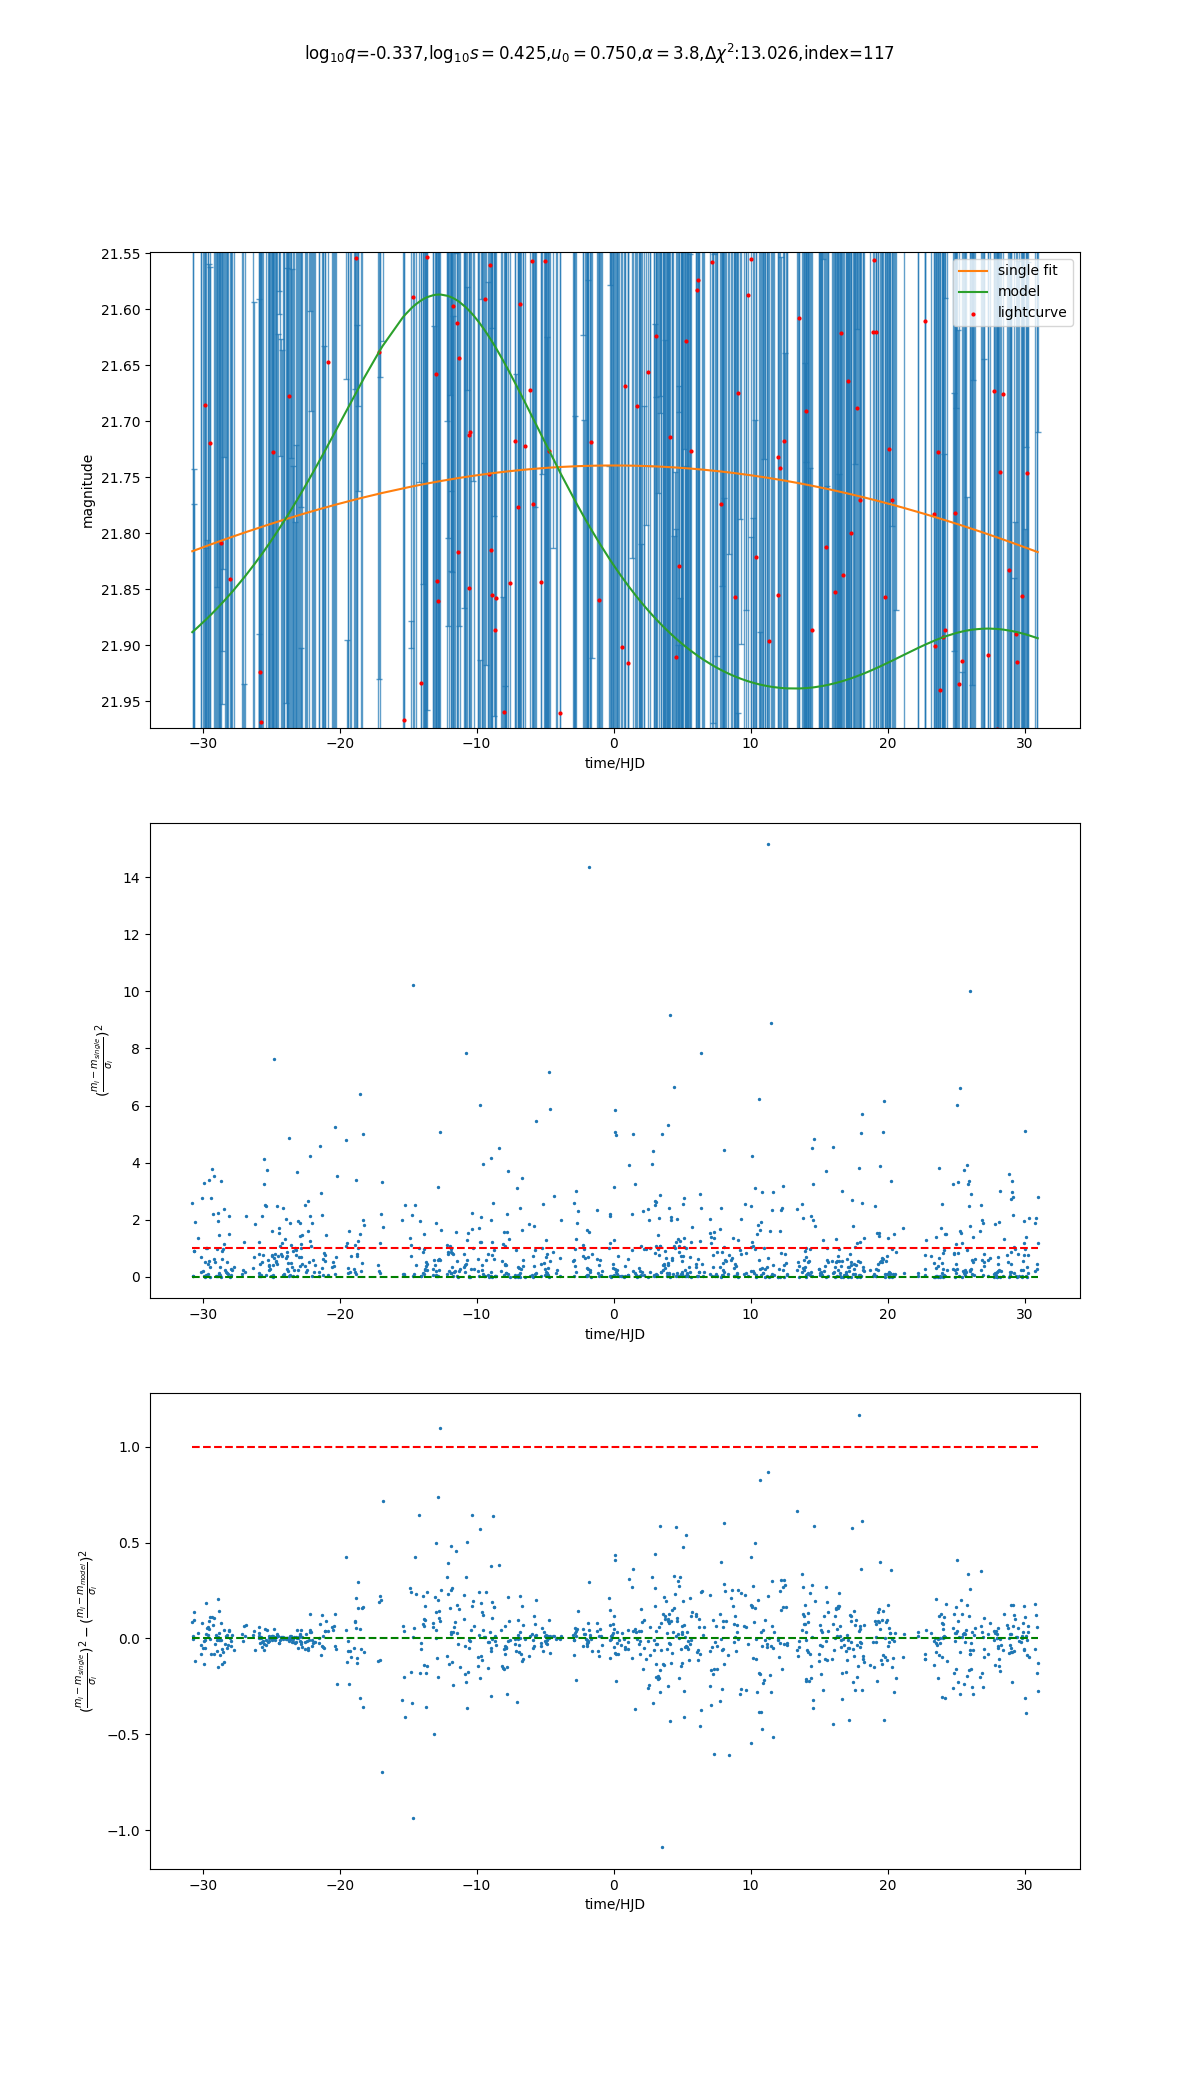 log₁₀q=-0.337,log₁₀s = 0.425,u₀ = 0.750,α = 3.8,Δχ²:13.026,index=117
21.55
21.60
21.65
21.70
21.75
21.80
21.85
21.90
21.95
magnitude
single fit
model
lightcurve
−30 −20 −10 0 10 20 30
time/HJD
14
12
10
8
6
4
2
0
(mᵢ − m_single / σᵢ)²
−30 −20 −10 0 10 20 30
time/HJD
1.0
0.5
0.0
−0.5
−1.0
(mᵢ − m_single / σᵢ)² − (mᵢ − m_model / σᵢ)²
−30 −20 −10 0 10 20 30
time/HJD